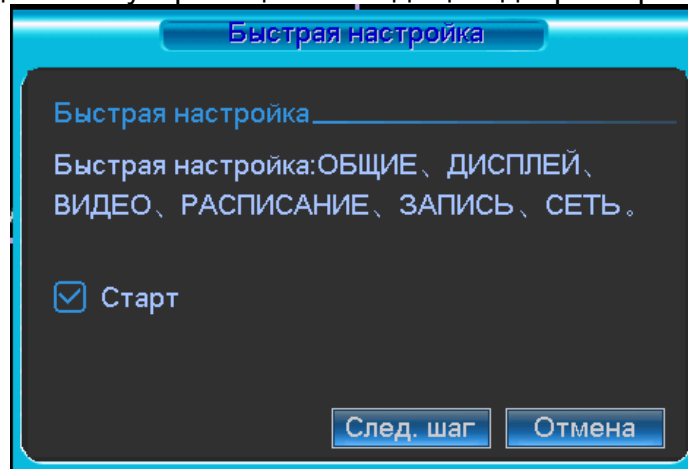 Быстрая настройка
Быстрая настройка
Быстрая настройка:ОБЩИЕ、ДИСПЛЕЙ、
ВИДЕО、РАСПИСАНИЕ、ЗАПИСЬ、СЕТЬ。
Старт
След. шаг Отмена